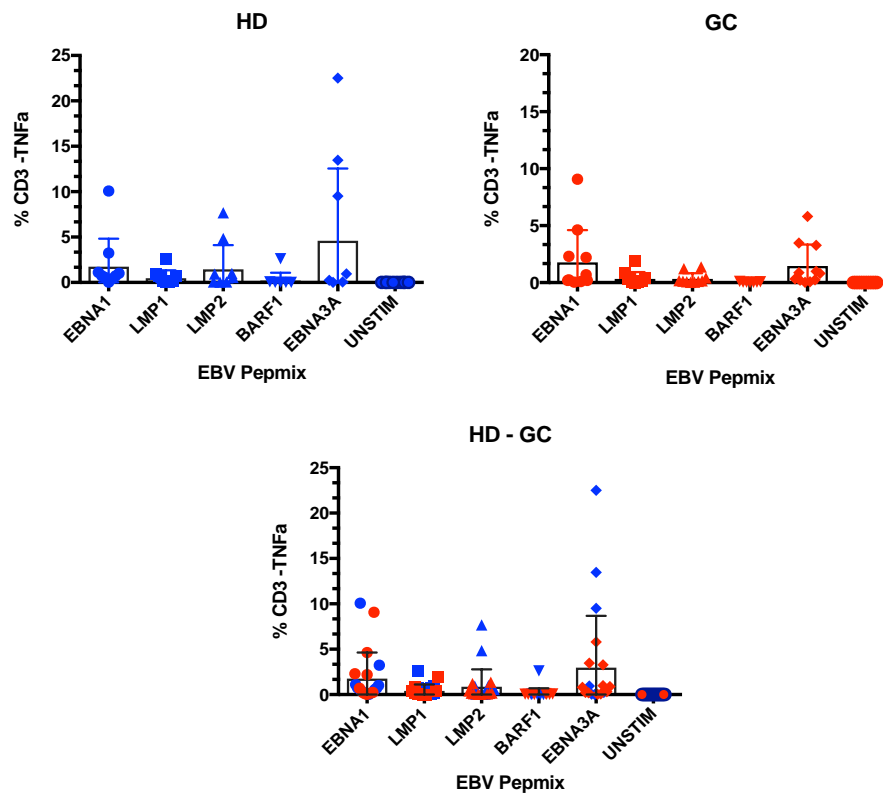 HD
% CD3 -TNFa
25
20
15
10
5
0
EBNA1
LMP1
LMP2
BARF1
EBNA3A
UNSTIM
EBV Pepmix
GC
% CD3 -TNFa
20
15
10
5
0
EBNA1
LMP1
LMP2
BARF1
EBNA3A
UNSTIM
EBV Pepmix
HD - GC
% CD3 -TNFa
25
20
15
10
5
0
EBNA1
LMP1
LMP2
BARF1
EBNA3A
UNSTIM
EBV Pepmix